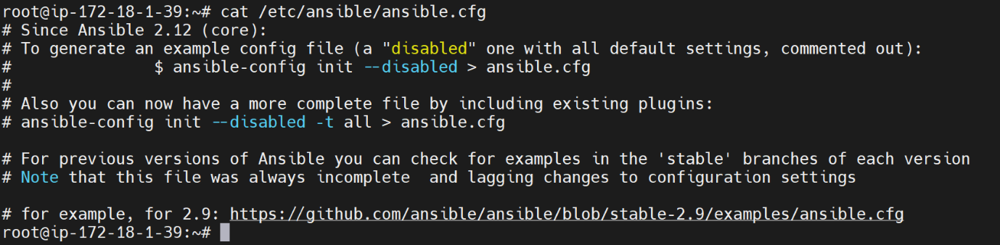 root@ip-172-18-1-39:~# cat /etc/ansible/ansible.cfg
# Since Ansible 2.12 (core):
# To generate an example config file (a "disabled" one with all default settings, commented out):
#               $ ansible-config init --disabled > ansible.cfg
#
# Also you can now have a more complete file by including existing plugins:
# ansible-config init --disabled -t all > ansible.cfg

# For previous versions of Ansible you can check for examples in the 'stable' branches of each version
# Note that this file was always incomplete  and lagging changes to configuration settings

# for example, for 2.9: https://github.com/ansible/ansible/blob/stable-2.9/examples/ansible.cfg
root@ip-172-18-1-39:~#